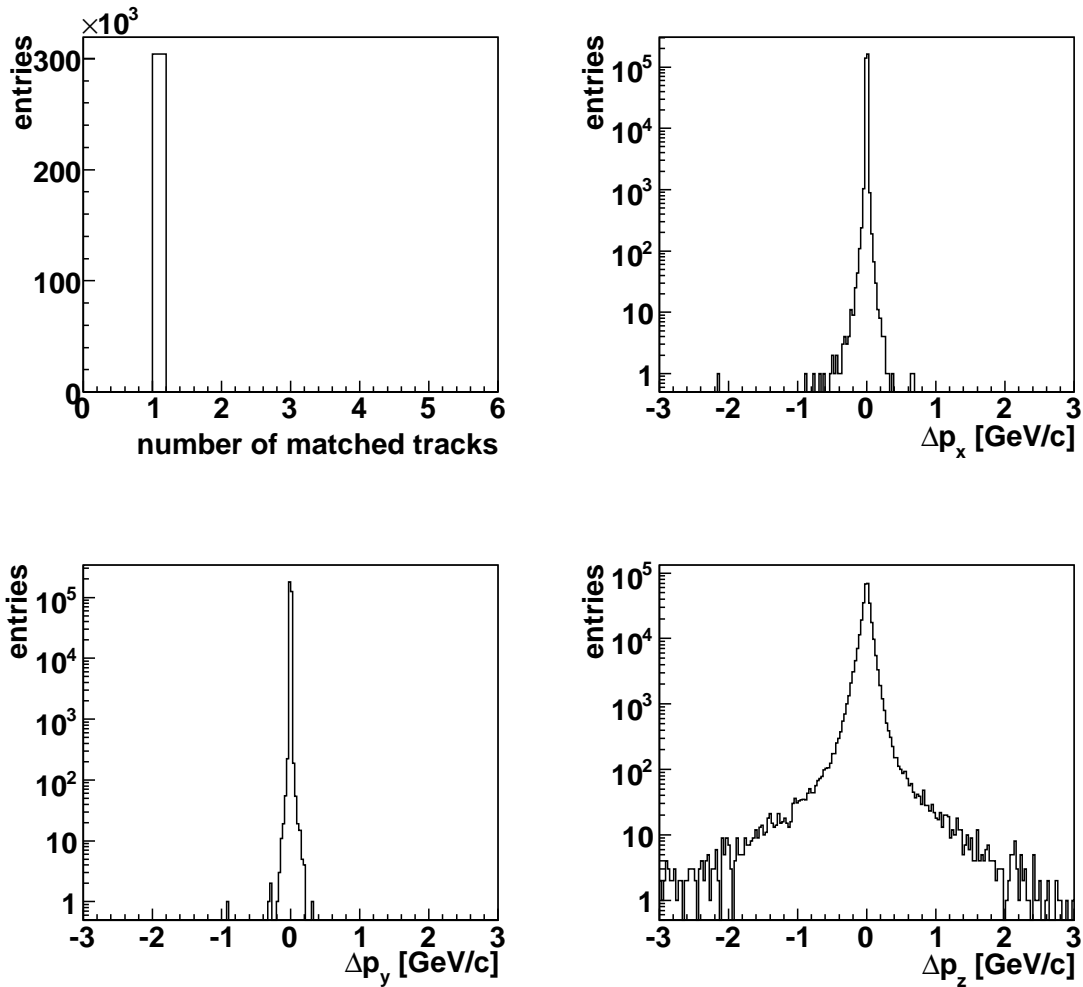 ×10³
entries
300
200
100
0
0 1 2 3 4 5 6
number of matched tracks
entries
10⁵
10⁴
10³
10²
10
1
-3 -2 -1 0 1 2 3
Δpₓ [GeV/c]
entries
10⁵
10⁴
10³
10²
10
1
-3 -2 -1 0 1 2 3
Δp_y [GeV/c]
entries
10⁵
10⁴
10³
10²
10
1
-3 -2 -1 0 1 2 3
Δp_z [GeV/c]